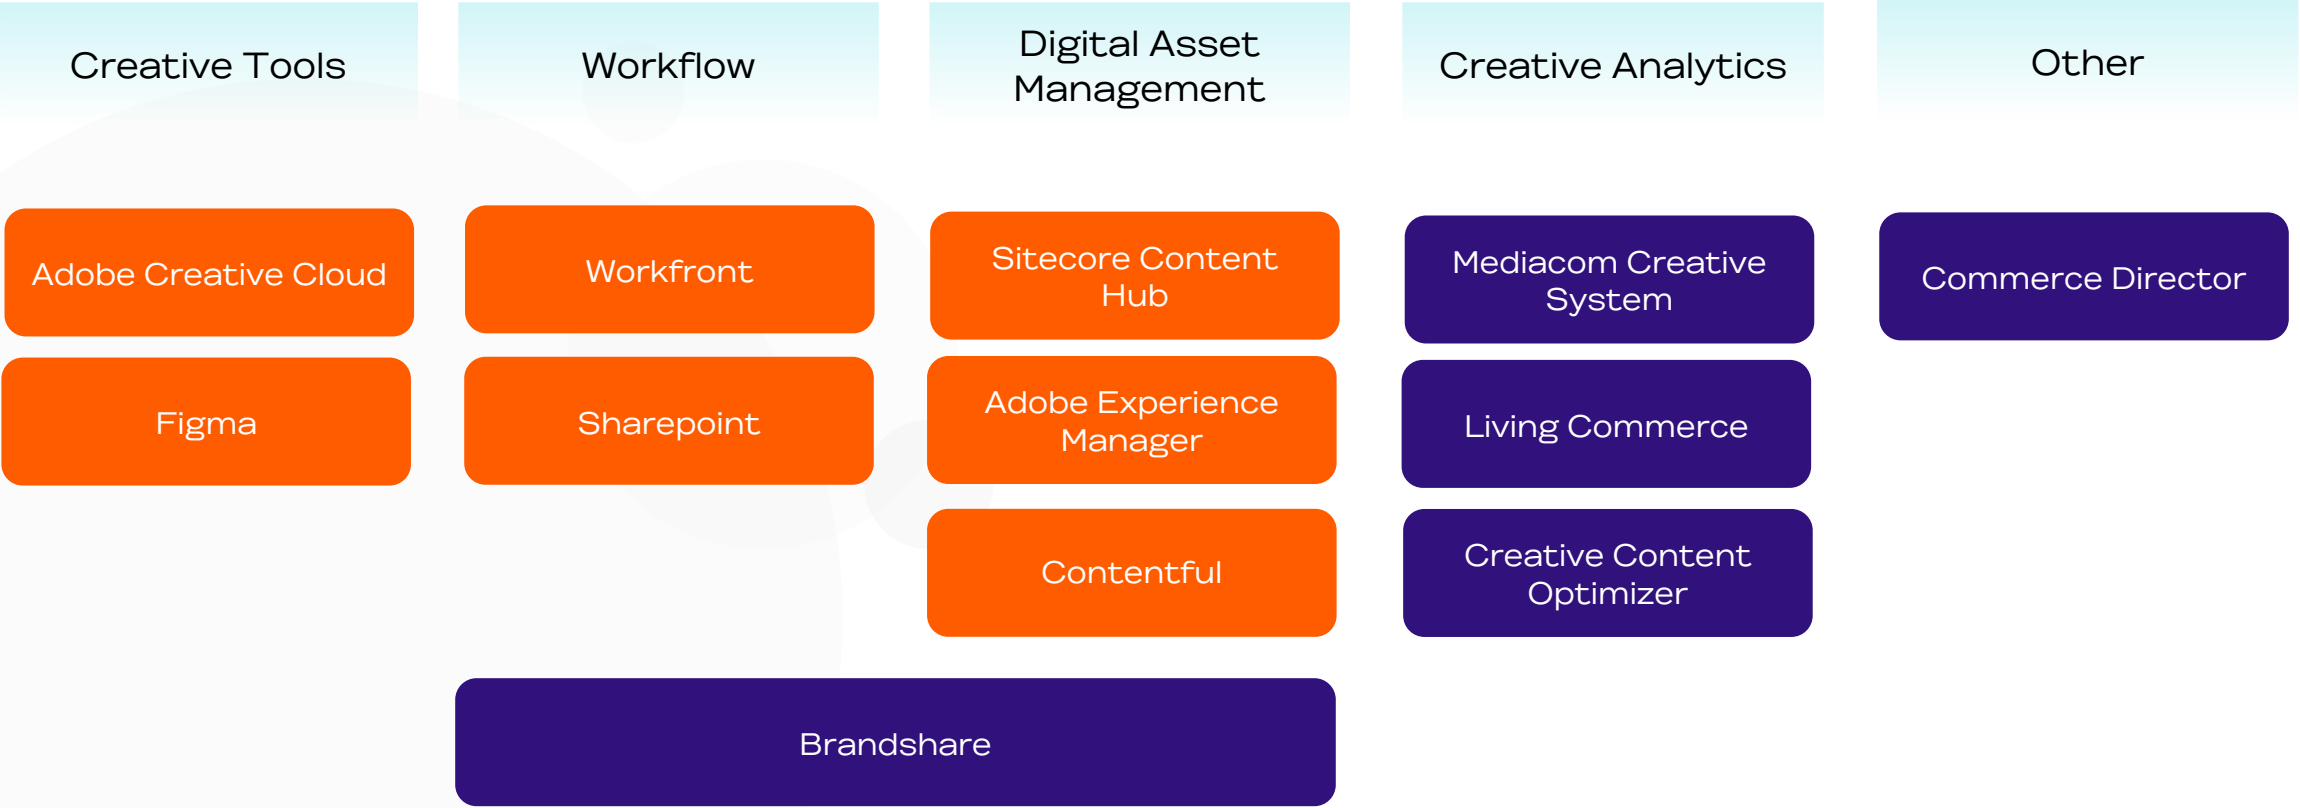 Creative Tools
Workflow
Digital Asset
Management
Creative Analytics
Other
Adobe Creative Cloud
Workfront
Sitecore Content
Hub
Mediacom Creative
System
Commerce Director
Figma
Sharepoint
Adobe Experience
Manager
Living Commerce
Contentful
Creative Content
Optimizer
Brandshare